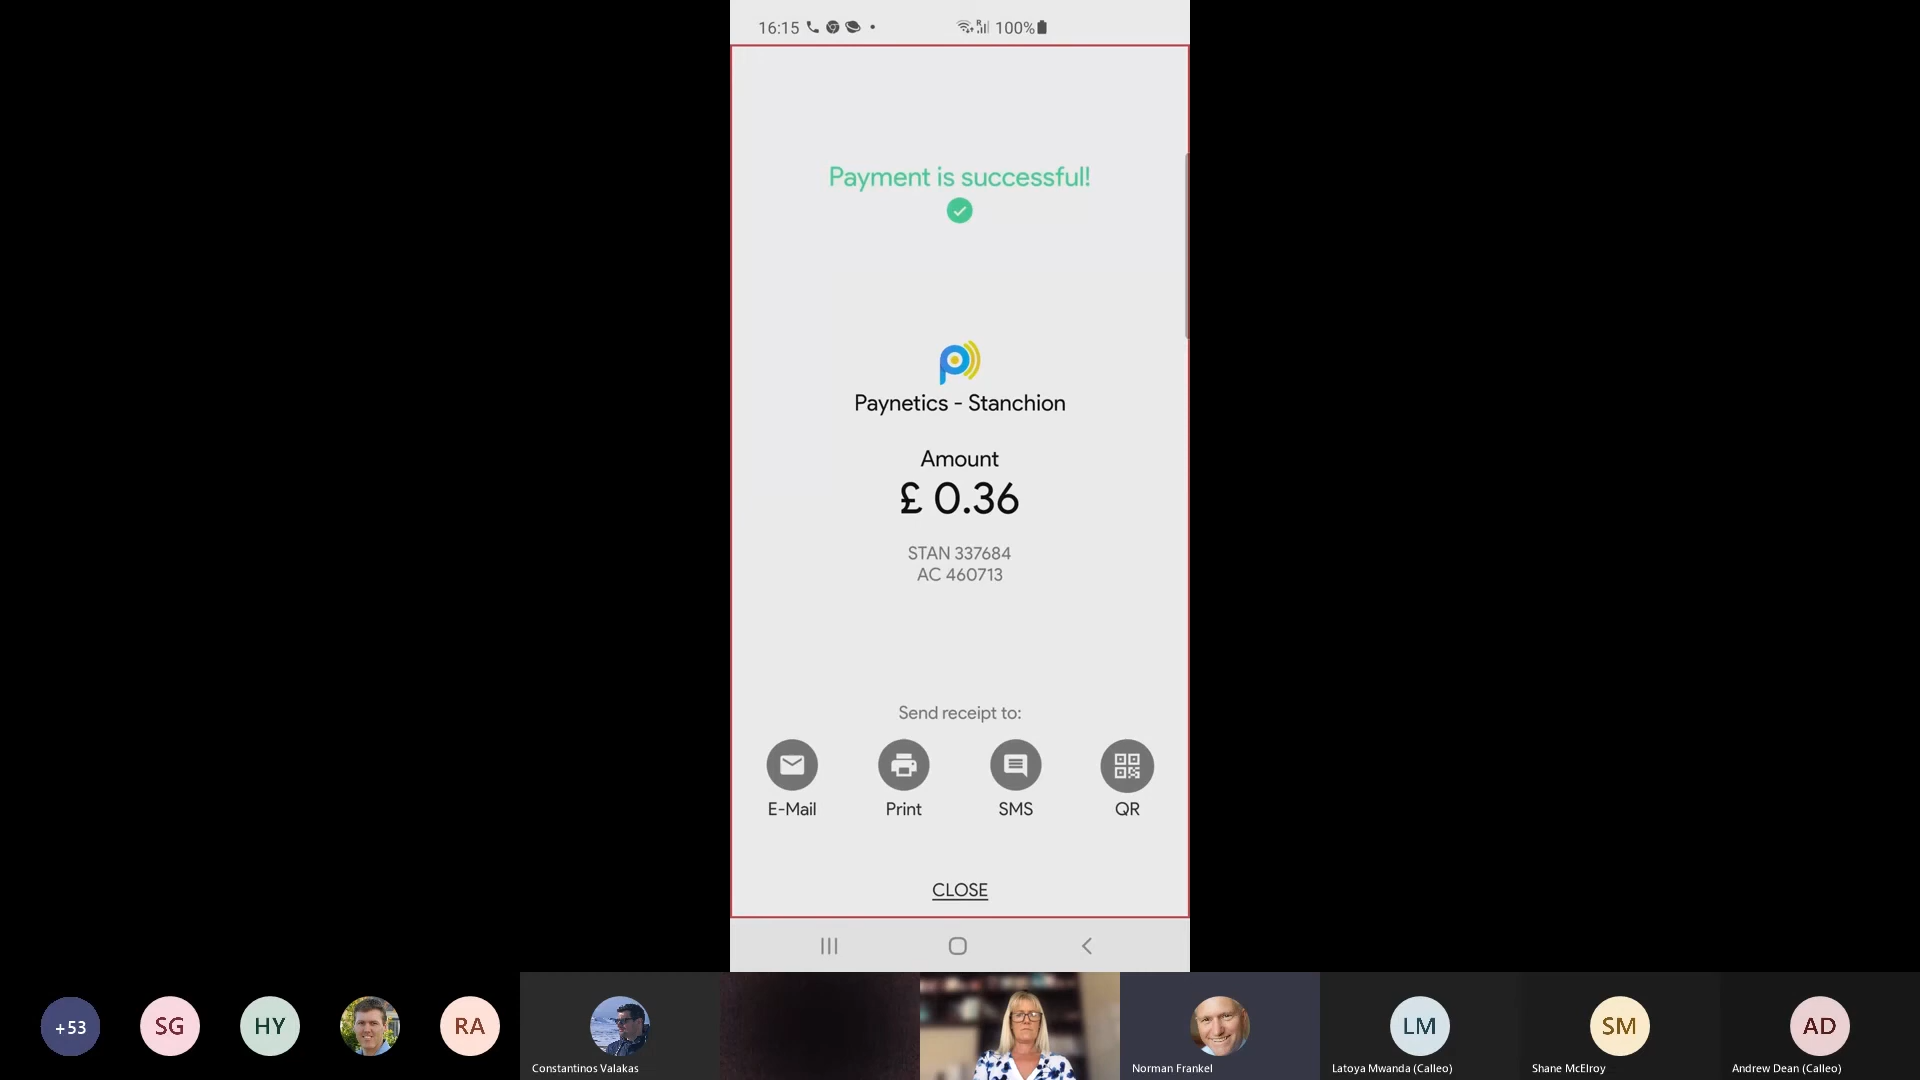 16:15
100%
Payment is successful!
Paynetics - Stanchion
Amount
£ 0.36
STAN 337684
AC 460713
Send receipt to:
E-Mail Print SMS QR
CLOSE
+53 SG HY RA LM SM AD
Constantinos Valakas Norman Frankel Latoya Mwanda (Calleo) Shane McElroy Andrew Dean (Calleo)